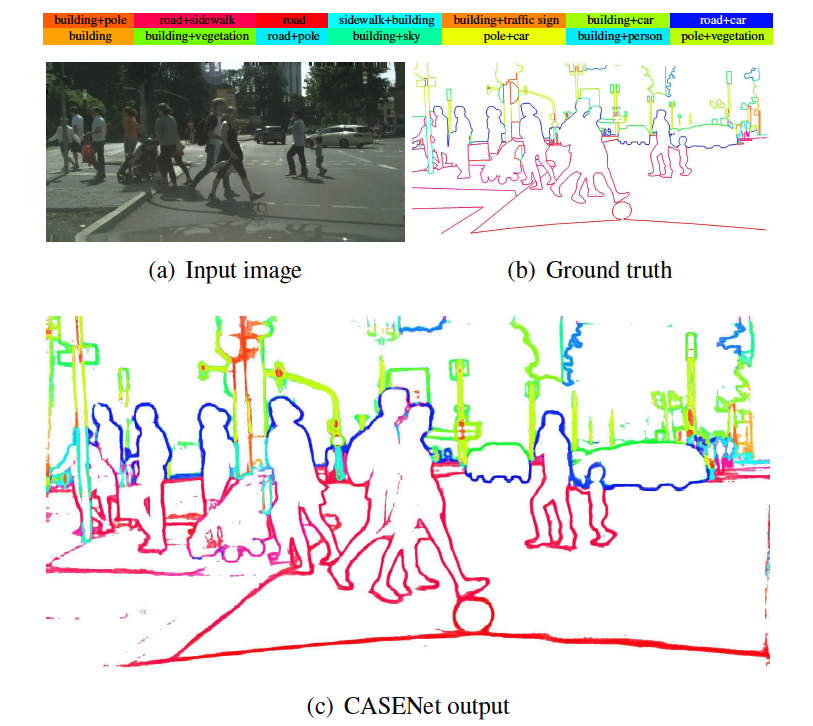 building+pole road+sidewalk road sidewalk+building building+traffic sign building+car road+car
building building+vegetation road+pole building+sky pole+car building+person pole+vegetation
(a) Input image (b) Ground truth
(c) CASENet output